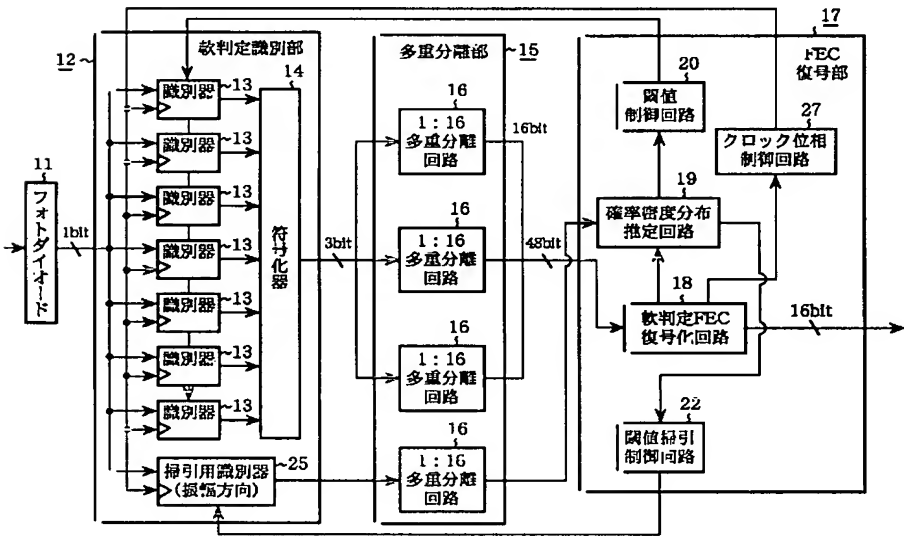 12
軟判定識別部
識別器
13
識別器
13
識別器
13
識別器
13
識別器
13
識別器
13
識別器
13
14
符号化器
掃引用識別器
(振幅方向)
25
11
フォトダイオード
1bit
3bit
多重分離部
15
16
1:16
多重分離
回路
16bit
16
1:16
多重分離
回路
48bit
16
1:16
多重分離
回路
16
1:16
多重分離
回路
17
FEC
復号部
20
閾値
制御回路
27
クロック位相
制御回路
19
確率密度分布
推定回路
18
軟判定FEC
復号化回路
16bit
22
閾値掃引
制御回路